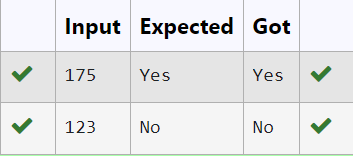 Input Expected Got
175 Yes Yes
123 No No